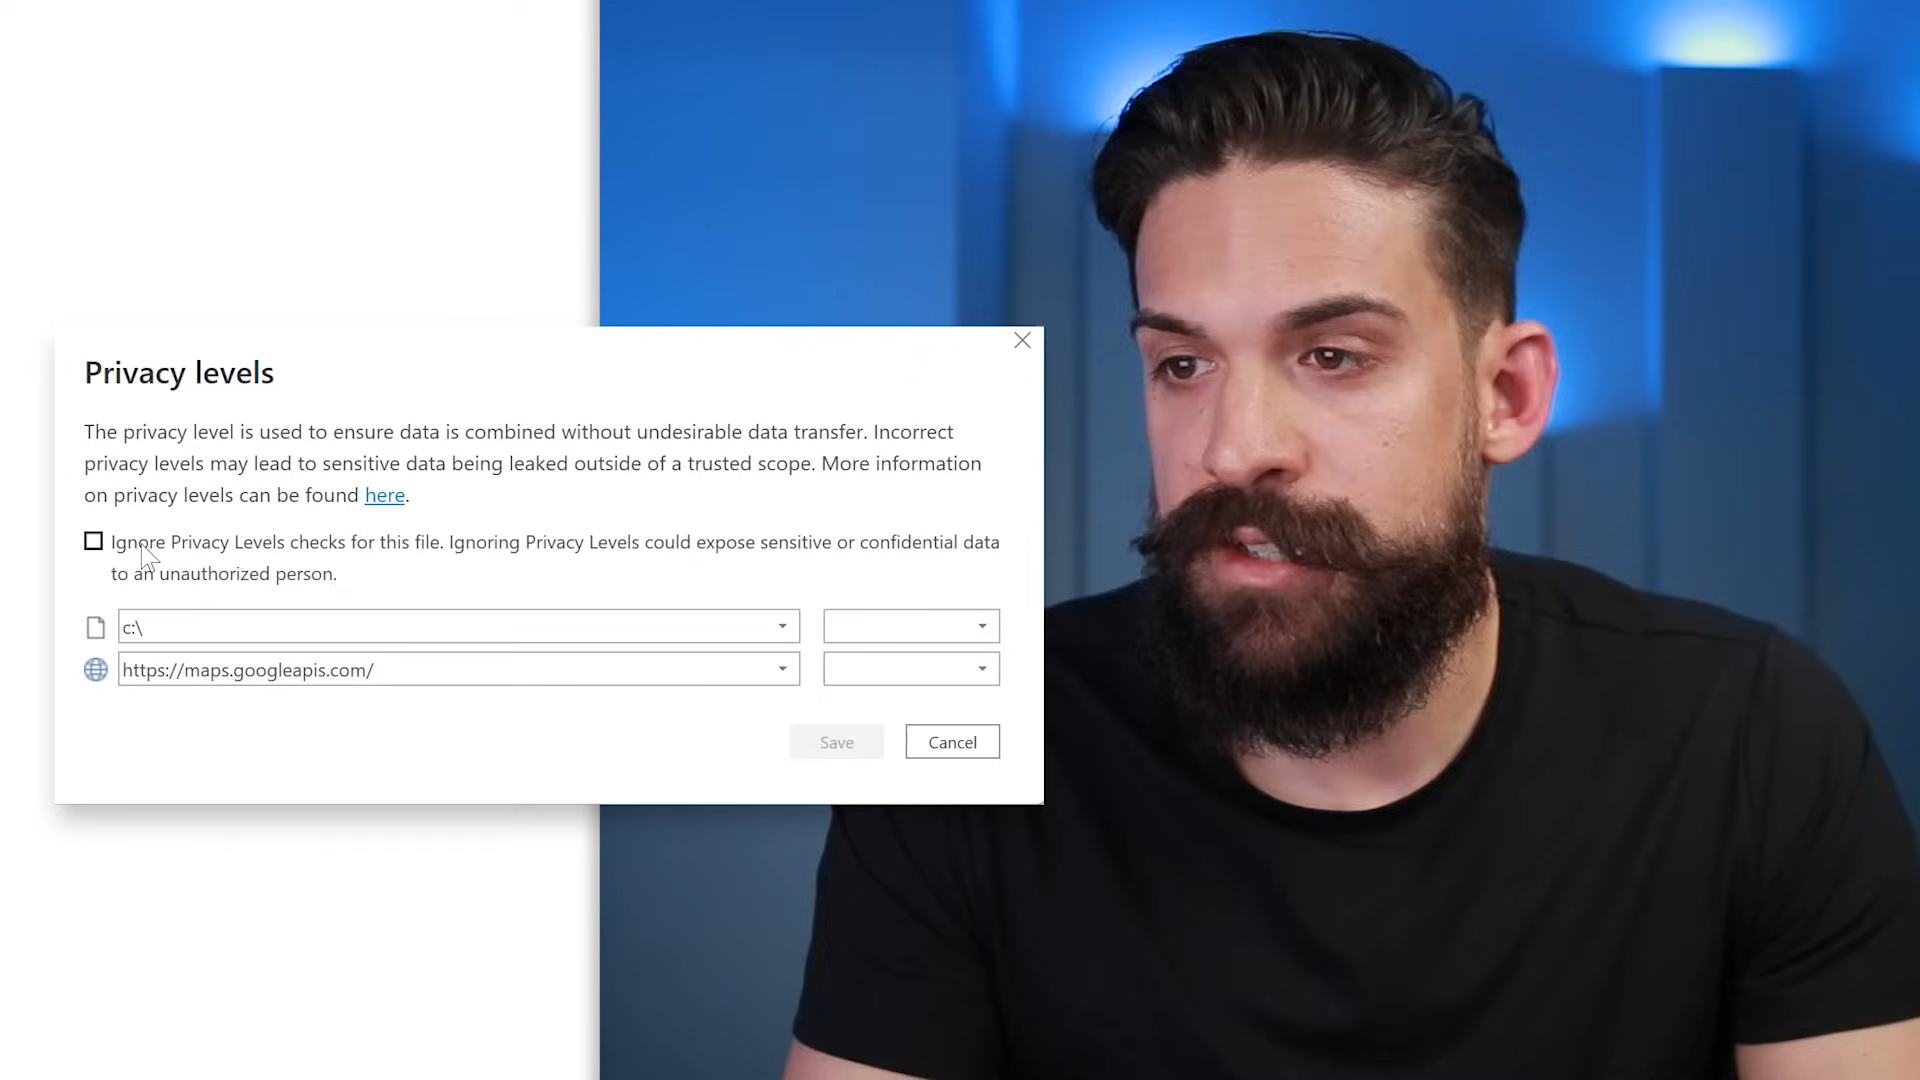 Privacy levels
The privacy level is used to ensure data is combined without undesirable data transfer. Incorrect
privacy levels may lead to sensitive data being leaked outside of a trusted scope. More information
on privacy levels can be found here.
Ignore Privacy Levels checks for this file. Ignoring Privacy Levels could expose sensitive or confidential data
to an unauthorized person.
c:\
https://maps.googleapis.com/
Save Cancel